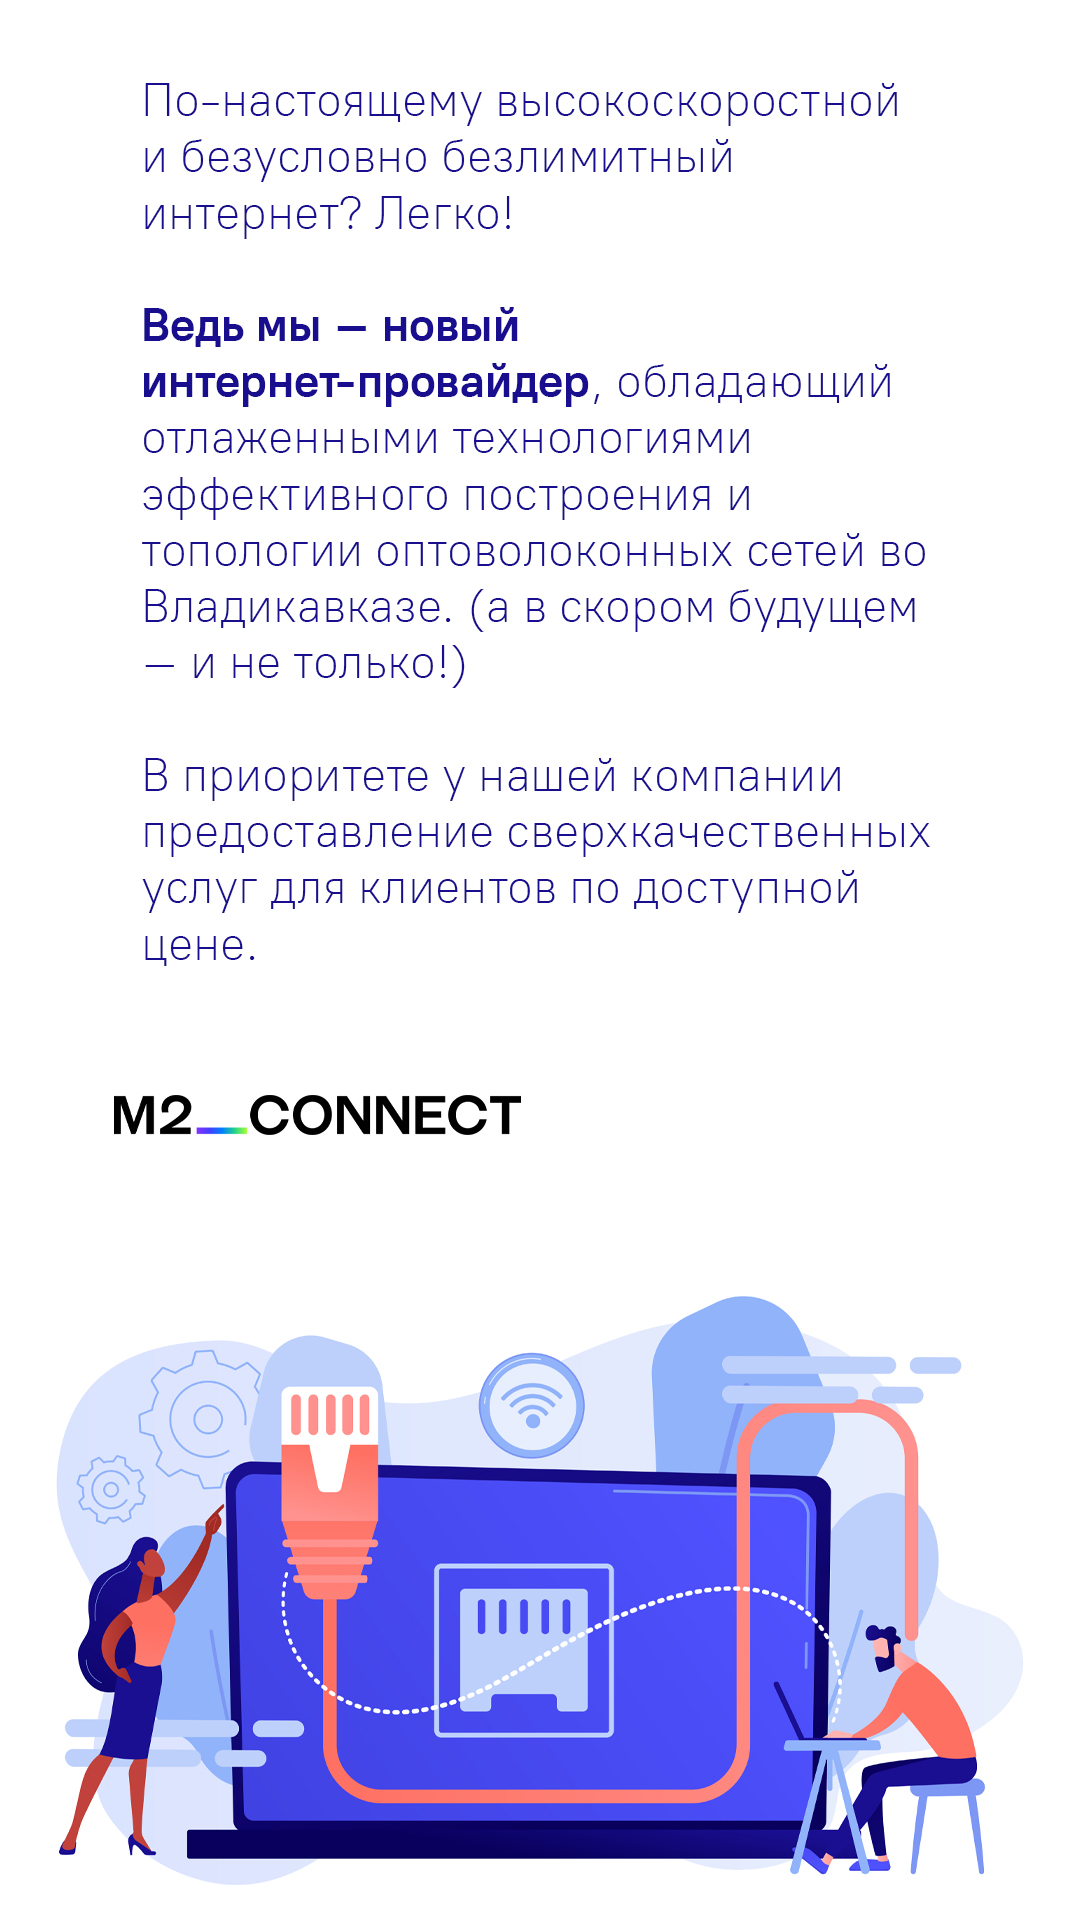 По-настоящему высокоскоростной
и безусловно безлимитный
интернет? Легко!
Ведь мы — новый
интернет-провайдер, обладающий
отлаженными технологиями
эффективного построения и
топологии оптоволоконных сетей во
Владикавказе. (а в скором будущем
— и не только!)
В приоритете у нашей компании
предоставление сверхкачественных
услуг для клиентов по доступной
цене.
M2_CONNECT